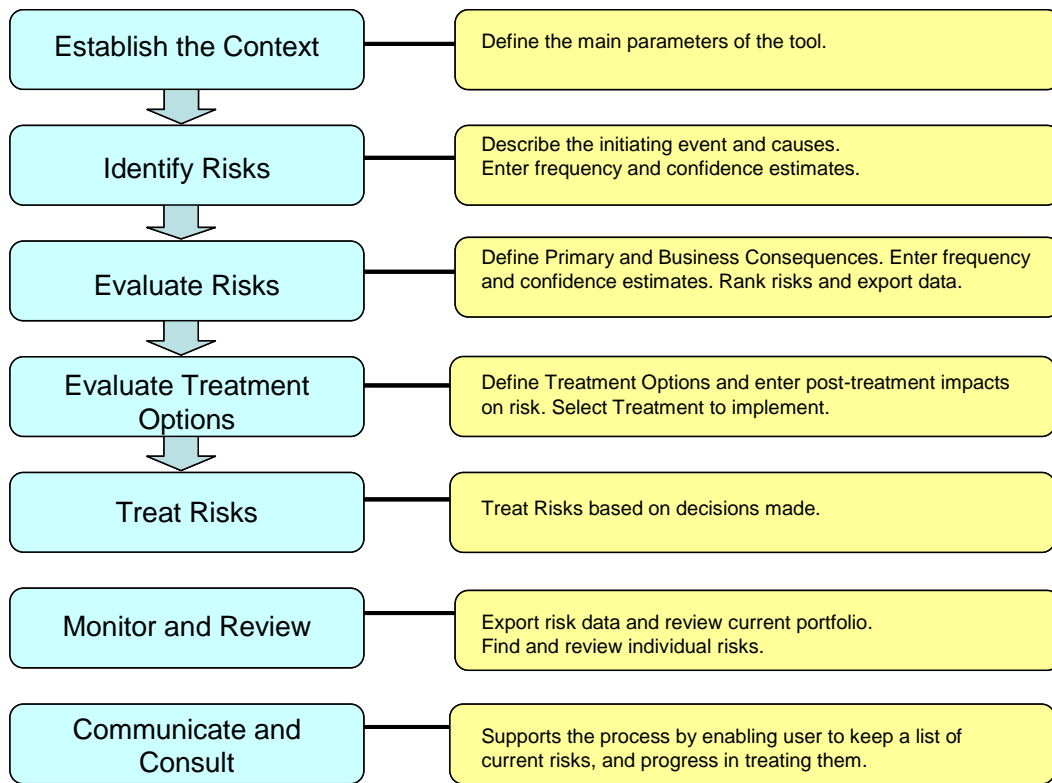 Establish the Context
Define the main parameters of the tool.
Identify Risks
Describe the initiating event and causes.
Enter frequency and confidence estimates.
Evaluate Risks
Define Primary and Business Consequences. Enter frequency
and confidence estimates. Rank risks and export data.
Evaluate Treatment
Options
Define Treatment Options and enter post-treatment impacts
on risk. Select Treatment to implement.
Treat Risks
Treat Risks based on decisions made.
Monitor and Review
Export risk data and review current portfolio.
Find and review individual risks.
Communicate and
Consult
Supports the process by enabling user to keep a list of
current risks, and progress in treating them.